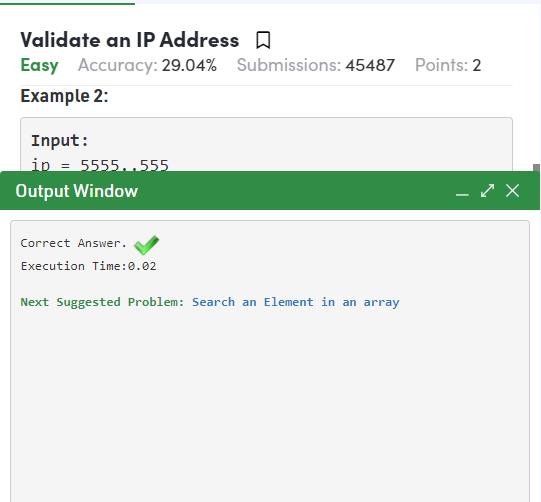 Validate an IP Address
Easy Accuracy: 29.04% Submissions: 45487 Points: 2
Example 2:
Input:
ip = 5555..555
Output Window
Correct Answer.
Execution Time:0.02
Next Suggested Problem: Search an Element in an array